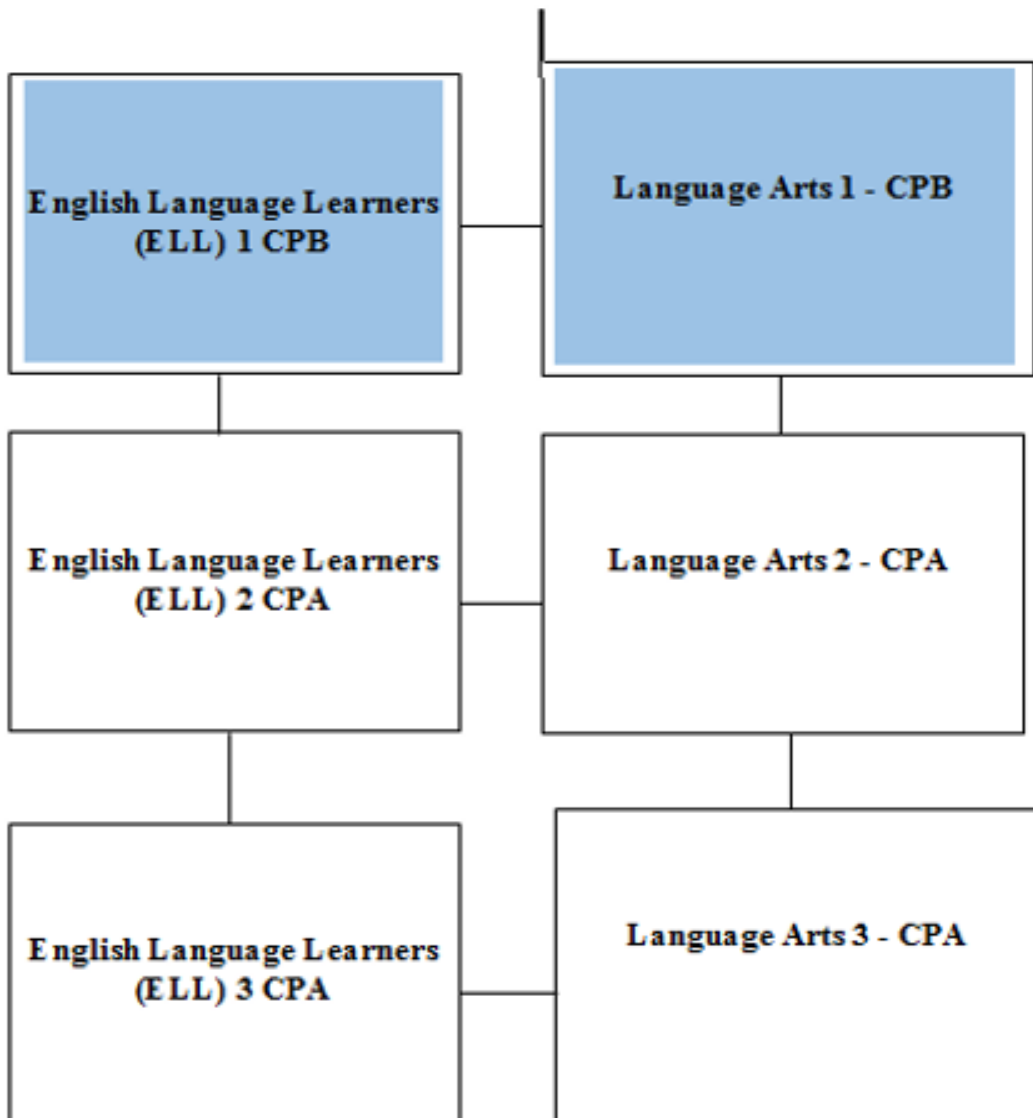 English Language Learners
(ELL) 1 CPB
Language Arts 1 - CPB
English Language Learners
(ELL) 2 CPA
Language Arts 2 - CPA
English Language Learners
(ELL) 3 CPA
Language Arts 3 - CPA